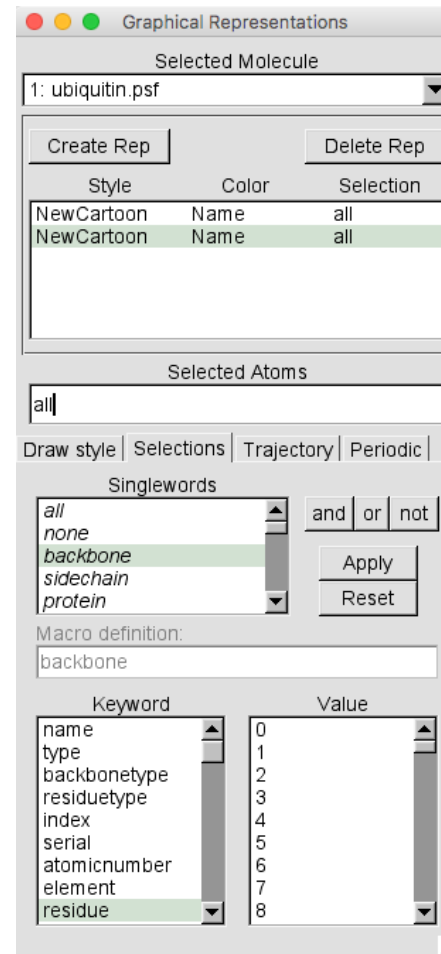 Graphical Representations
Selected Molecule
1: ubiquitin.psf
Create Rep Delete Rep
Style Color Selection
NewCartoon Name all
NewCartoon Name all
Selected Atoms
all
Draw style Selections Trajectory Periodic
Singlewords
all
none
backbone
sidechain
protein
and or not
Apply
Reset
Macro definition:
backbone
Keyword
name
type
backbonetype
residuetype
index
serial
atomicnumber
element
residue
Value
0
1
2
3
4
5
6
7
8